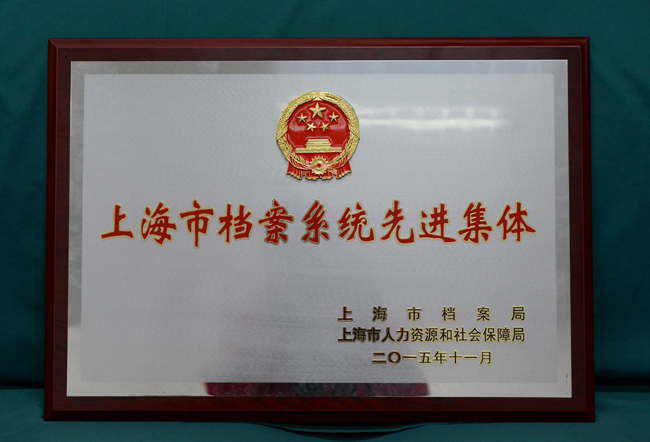 上海市档案系统先进集体
上海市档案局
上海市人力资源和社会保障局
二〇一五年十一月